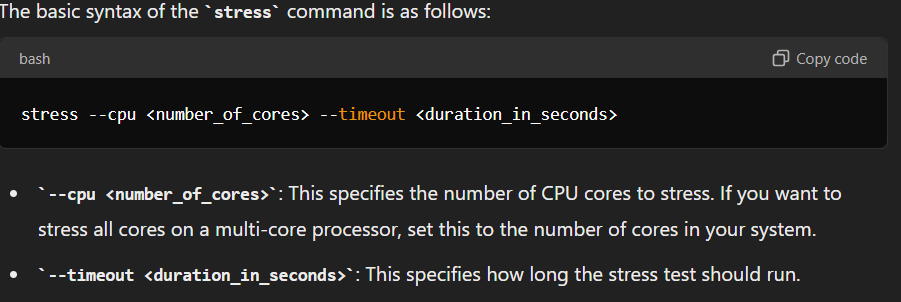 The basic syntax of the `stress` command is as follows:
bash
Copy code
stress --cpu <number_of_cores> --timeout <duration_in_seconds>
• `--cpu <number_of_cores>`: This specifies the number of CPU cores to stress. If you want to
stress all cores on a multi-core processor, set this to the number of cores in your system.
• `--timeout <duration_in_seconds>`: This specifies how long the stress test should run.